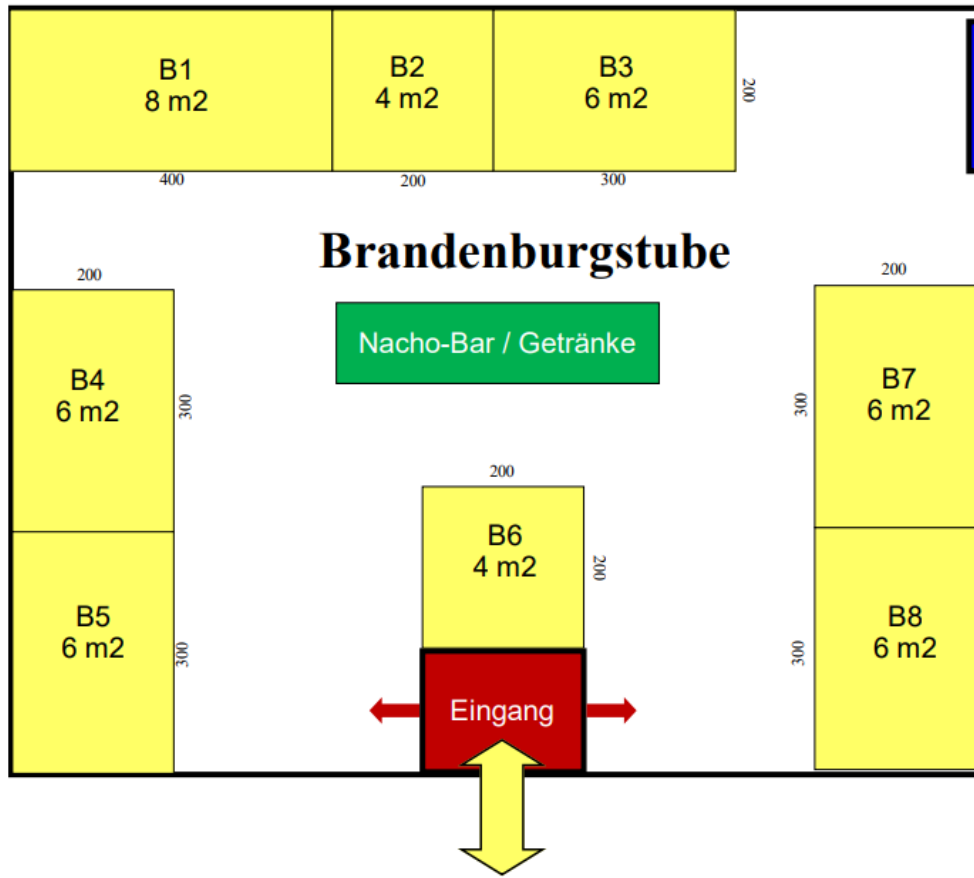 B1
8 m2
B2
4 m2
B3
6 m2
200
400
200
300
Brandenburgstube
200
200
Nacho-Bar / Getränke
B4
6 m2
300
B7
6 m2
300
200
B6
4 m2
200
B5
6 m2
300
B8
6 m2
300
Eingang